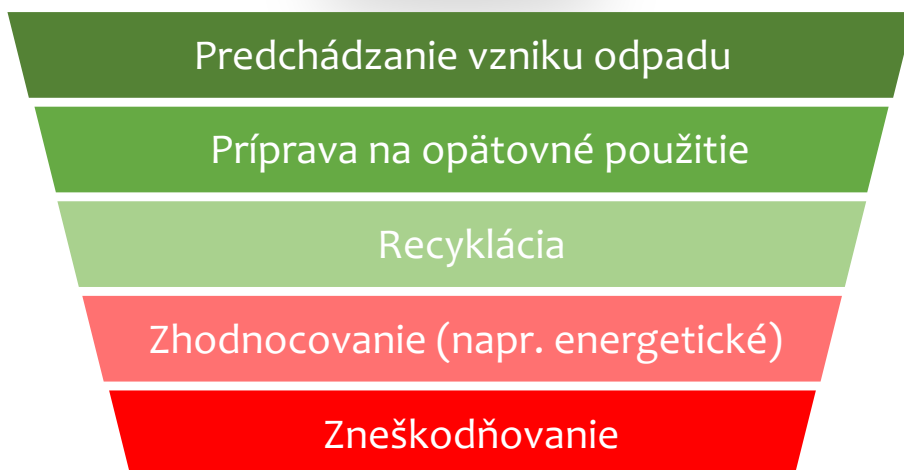 Predchádzanie vzniku odpadu
Príprava na opätovné použitie
Recyklácia
Zhodnocovanie (napr. energetické)
Zneškodňovanie